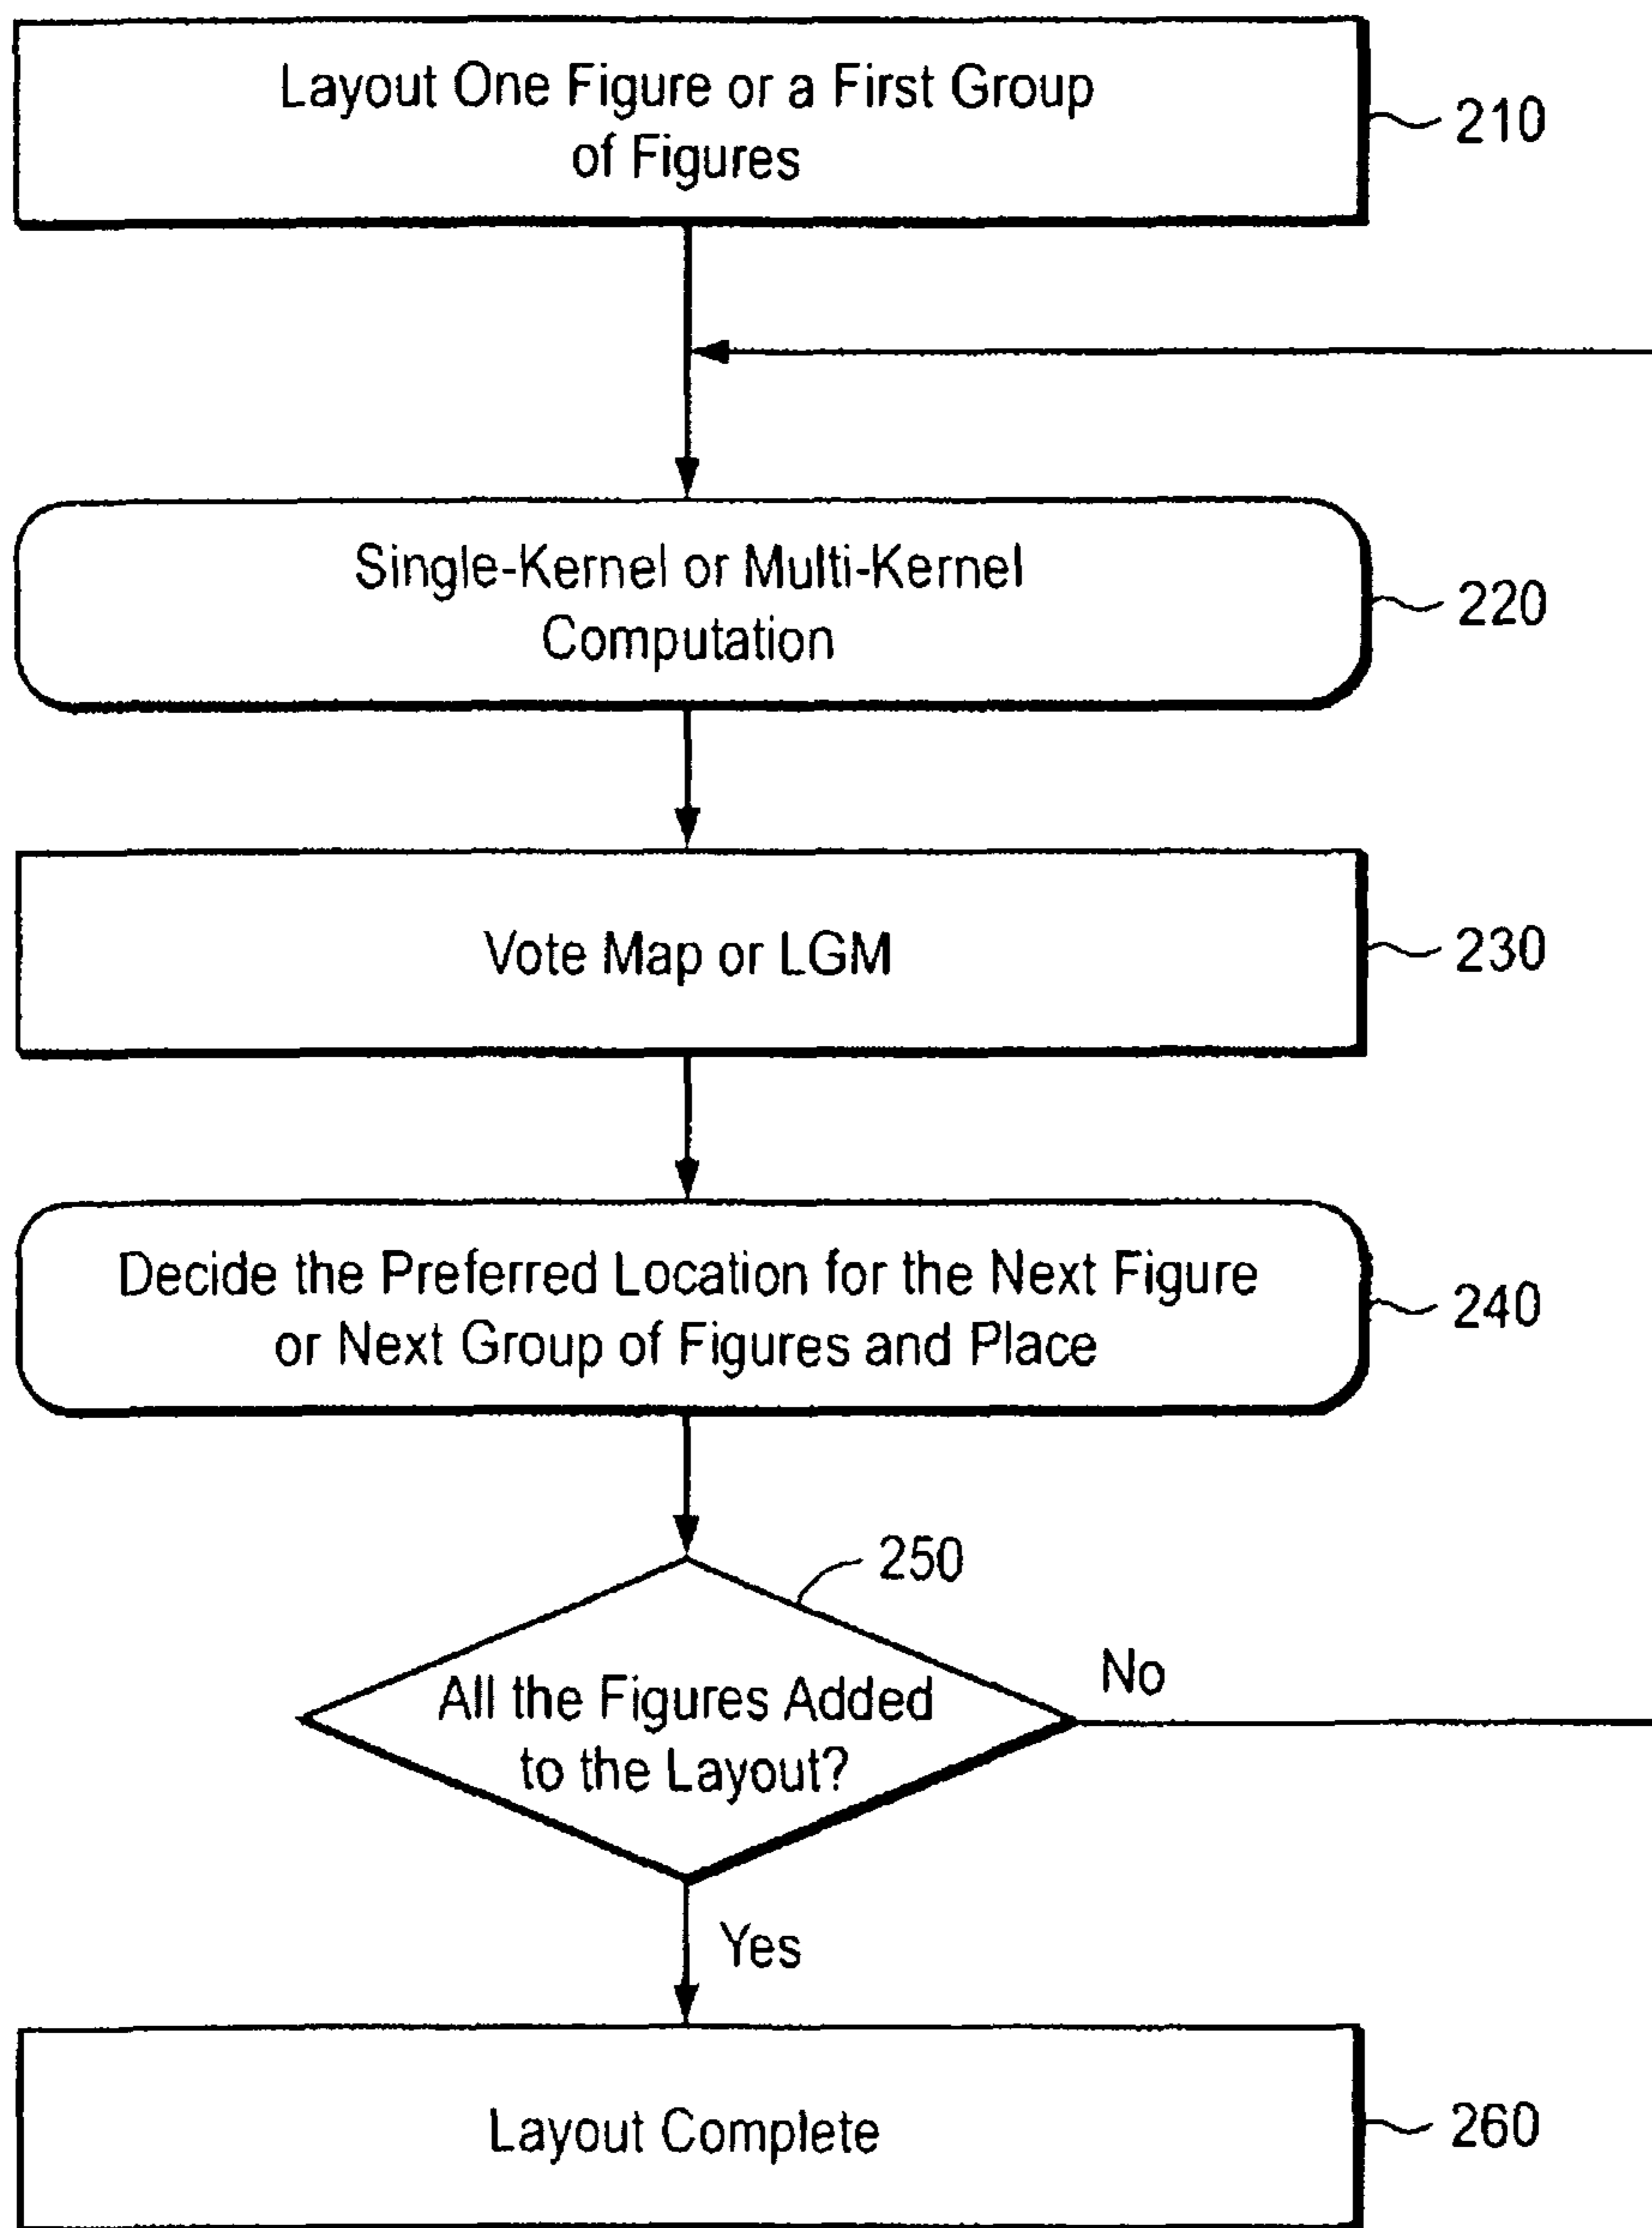 Layout One Figure or a First Group
of Figures
210
Single-Kernel or Multi-Kernel
Computation
220
Vote Map or LGM
230
Decide the Preferred Location for the Next Figure
or Next Group of Figures and Place
240
250
All the Figures Added
to the Layout?
No
Yes
Layout Complete
260